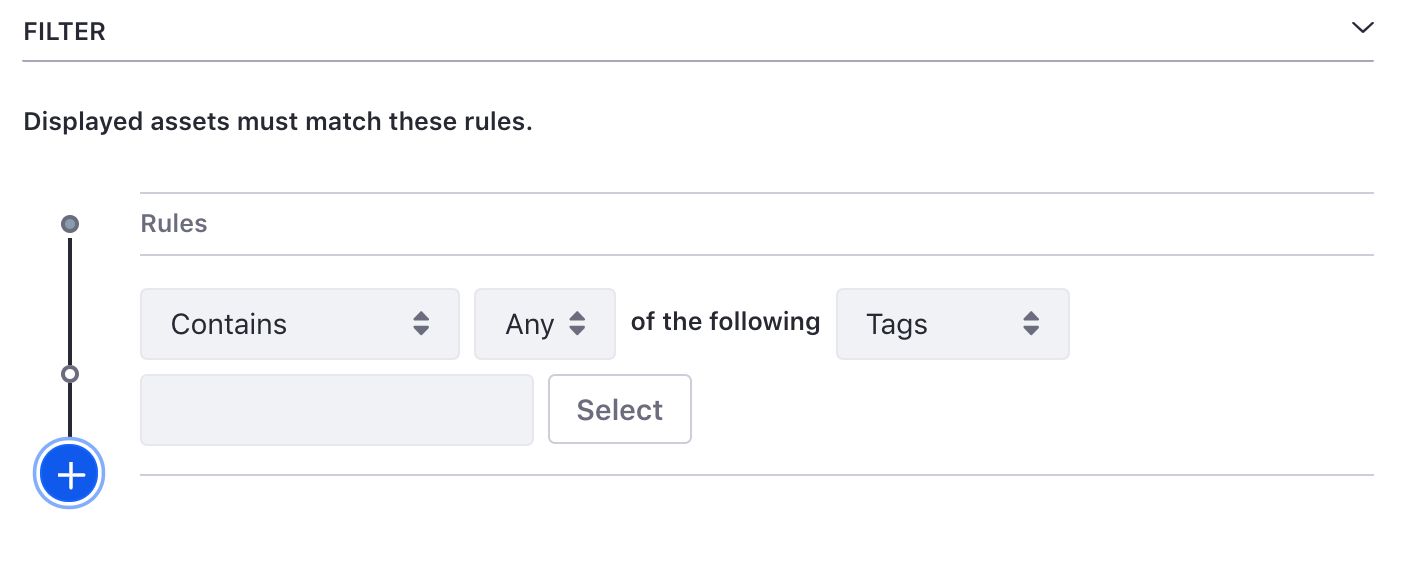 FILTER
Displayed assets must match these rules.
Rules
Contains Any of the following Tags
Select